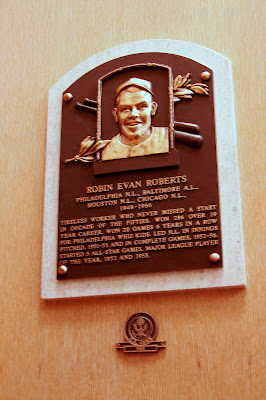 ROBIN EVAN ROBERTS
PHILADELPHIA N.L., BALTIMORE A.L.,
HOUSTON N.L., CHICAGO N.L.
1948-1966
TIRELESS WORKER WHO NEVER MISSED A START
IN DECADE OF THE FIFTIES. WON 286 OVER 19
YEAR CAREER. WON 20 GAMES 6 YEARS IN A ROW
FOR PHILADELPHIA WHIZ KIDS. LED N.L. IN INNINGS
PITCHED, 1951-55 AND IN COMPLETE GAMES, 1952-56.
STARTED 5 ALL-STAR GAMES. MAJOR LEAGUE PLAYER
OF THE YEAR, 1952 AND 1955.